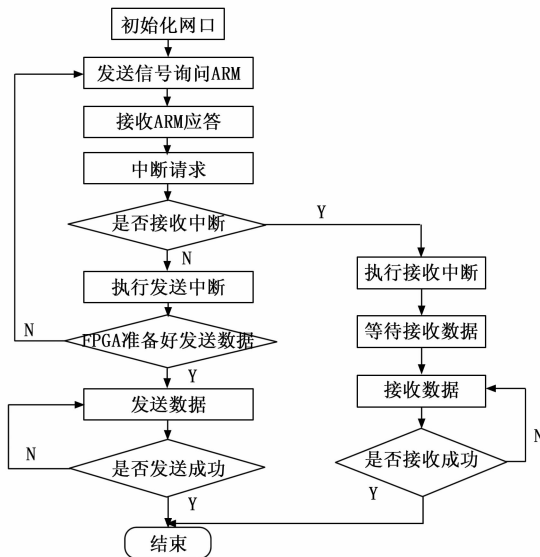 初始化网口
发送信号询问ARM
接收ARM应答
中断请求
是否接收中断
Y
N
执行发送中断
执行接收中断
N
FPGA准备好发送数据
等待接收数据
Y
发送数据
接收数据
N
是否发送成功
是否接收成功
N
Y
Y
结束